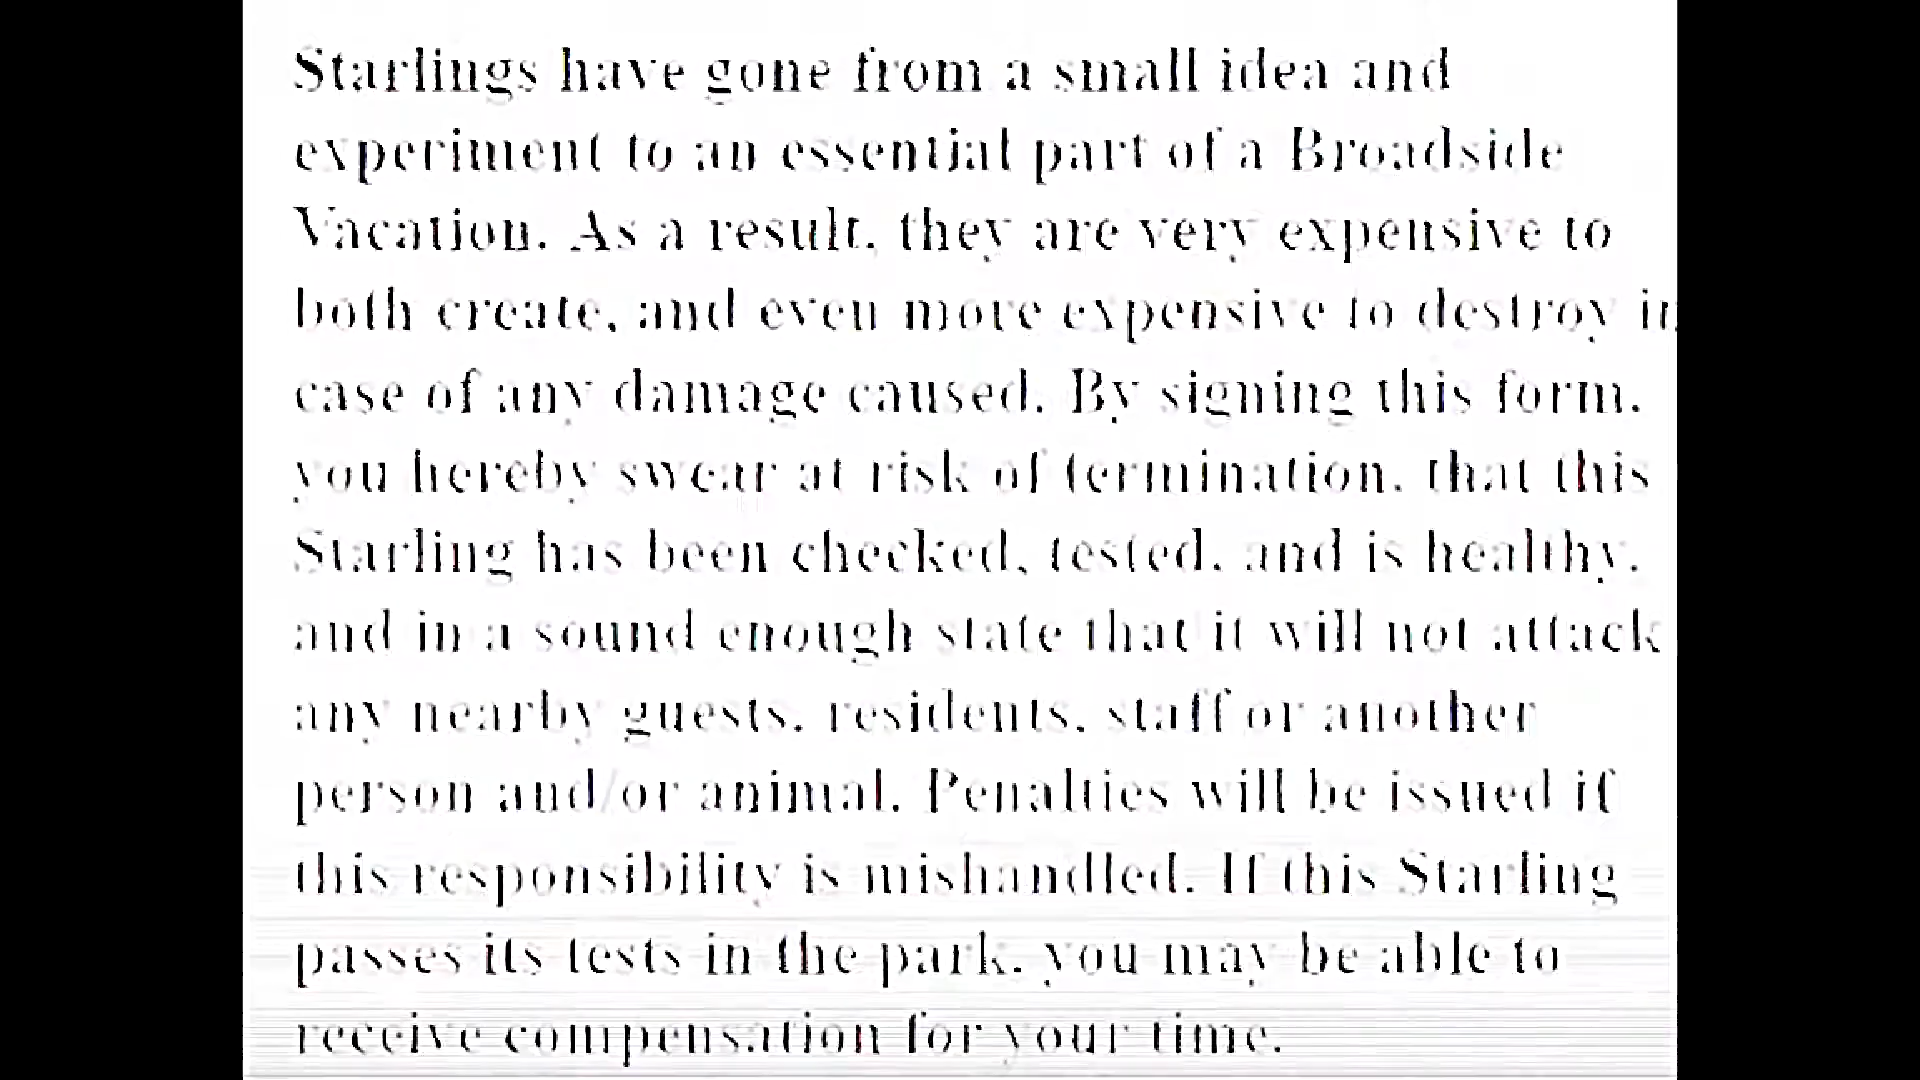 Starlings have gone from a small idea and
experiment to an essential part of a Broadside
Vacation. As a result, they are very expensive to
both create, and even more expensive to destroy in
case of any damage caused. By signing this form,
you hereby swear at risk of termination, that this
Starling has been checked, tested, and is healthy,
and in a sound enough state that it will not attack
any nearby guests, residents, staff or another
person and/or animal. Penalties will be issued if
this responsibility is mishandled. If this Starling
passes its tests in the park, you may be able to
receive compensation for your time.